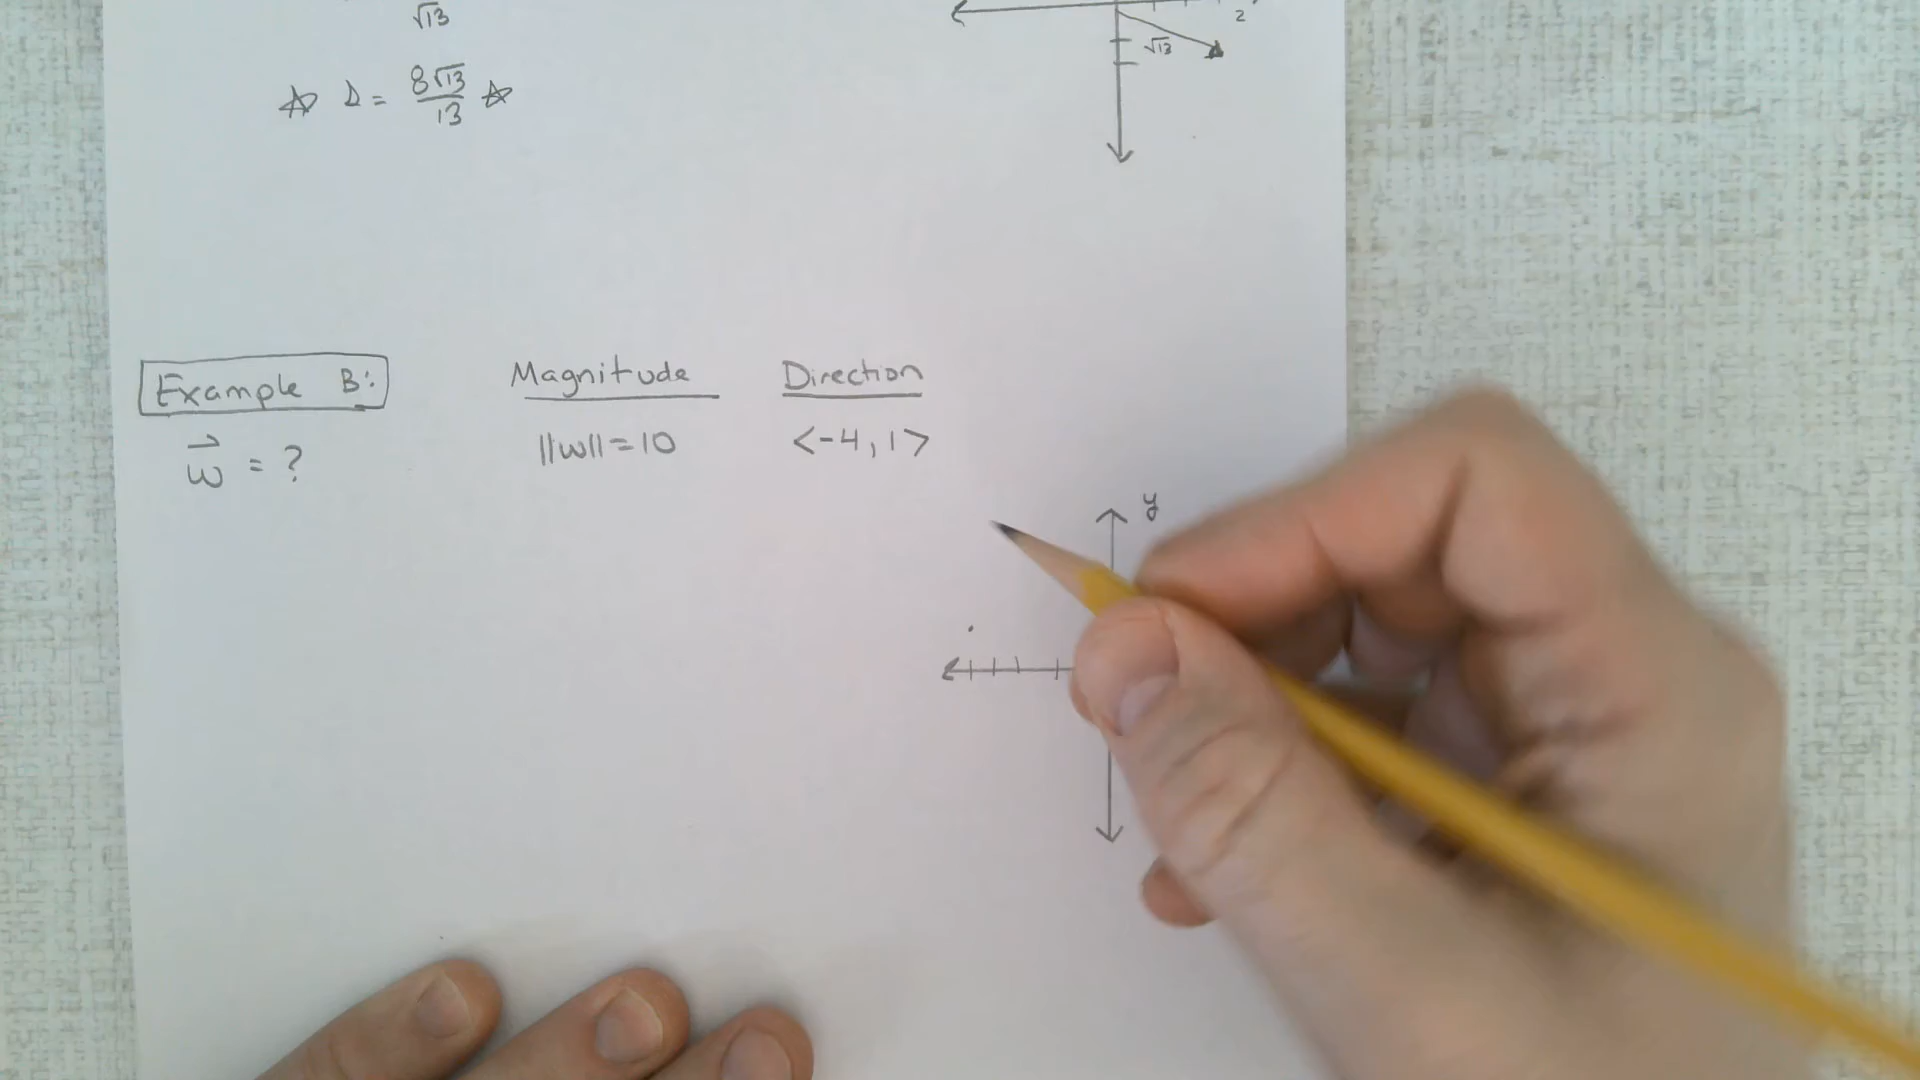 √13
2
√13
☆ s = 8√13/13 ☆
Example B:
Magnitude
Direction
w⃗ = ?
||w|| = 10
<-4, 1>
y